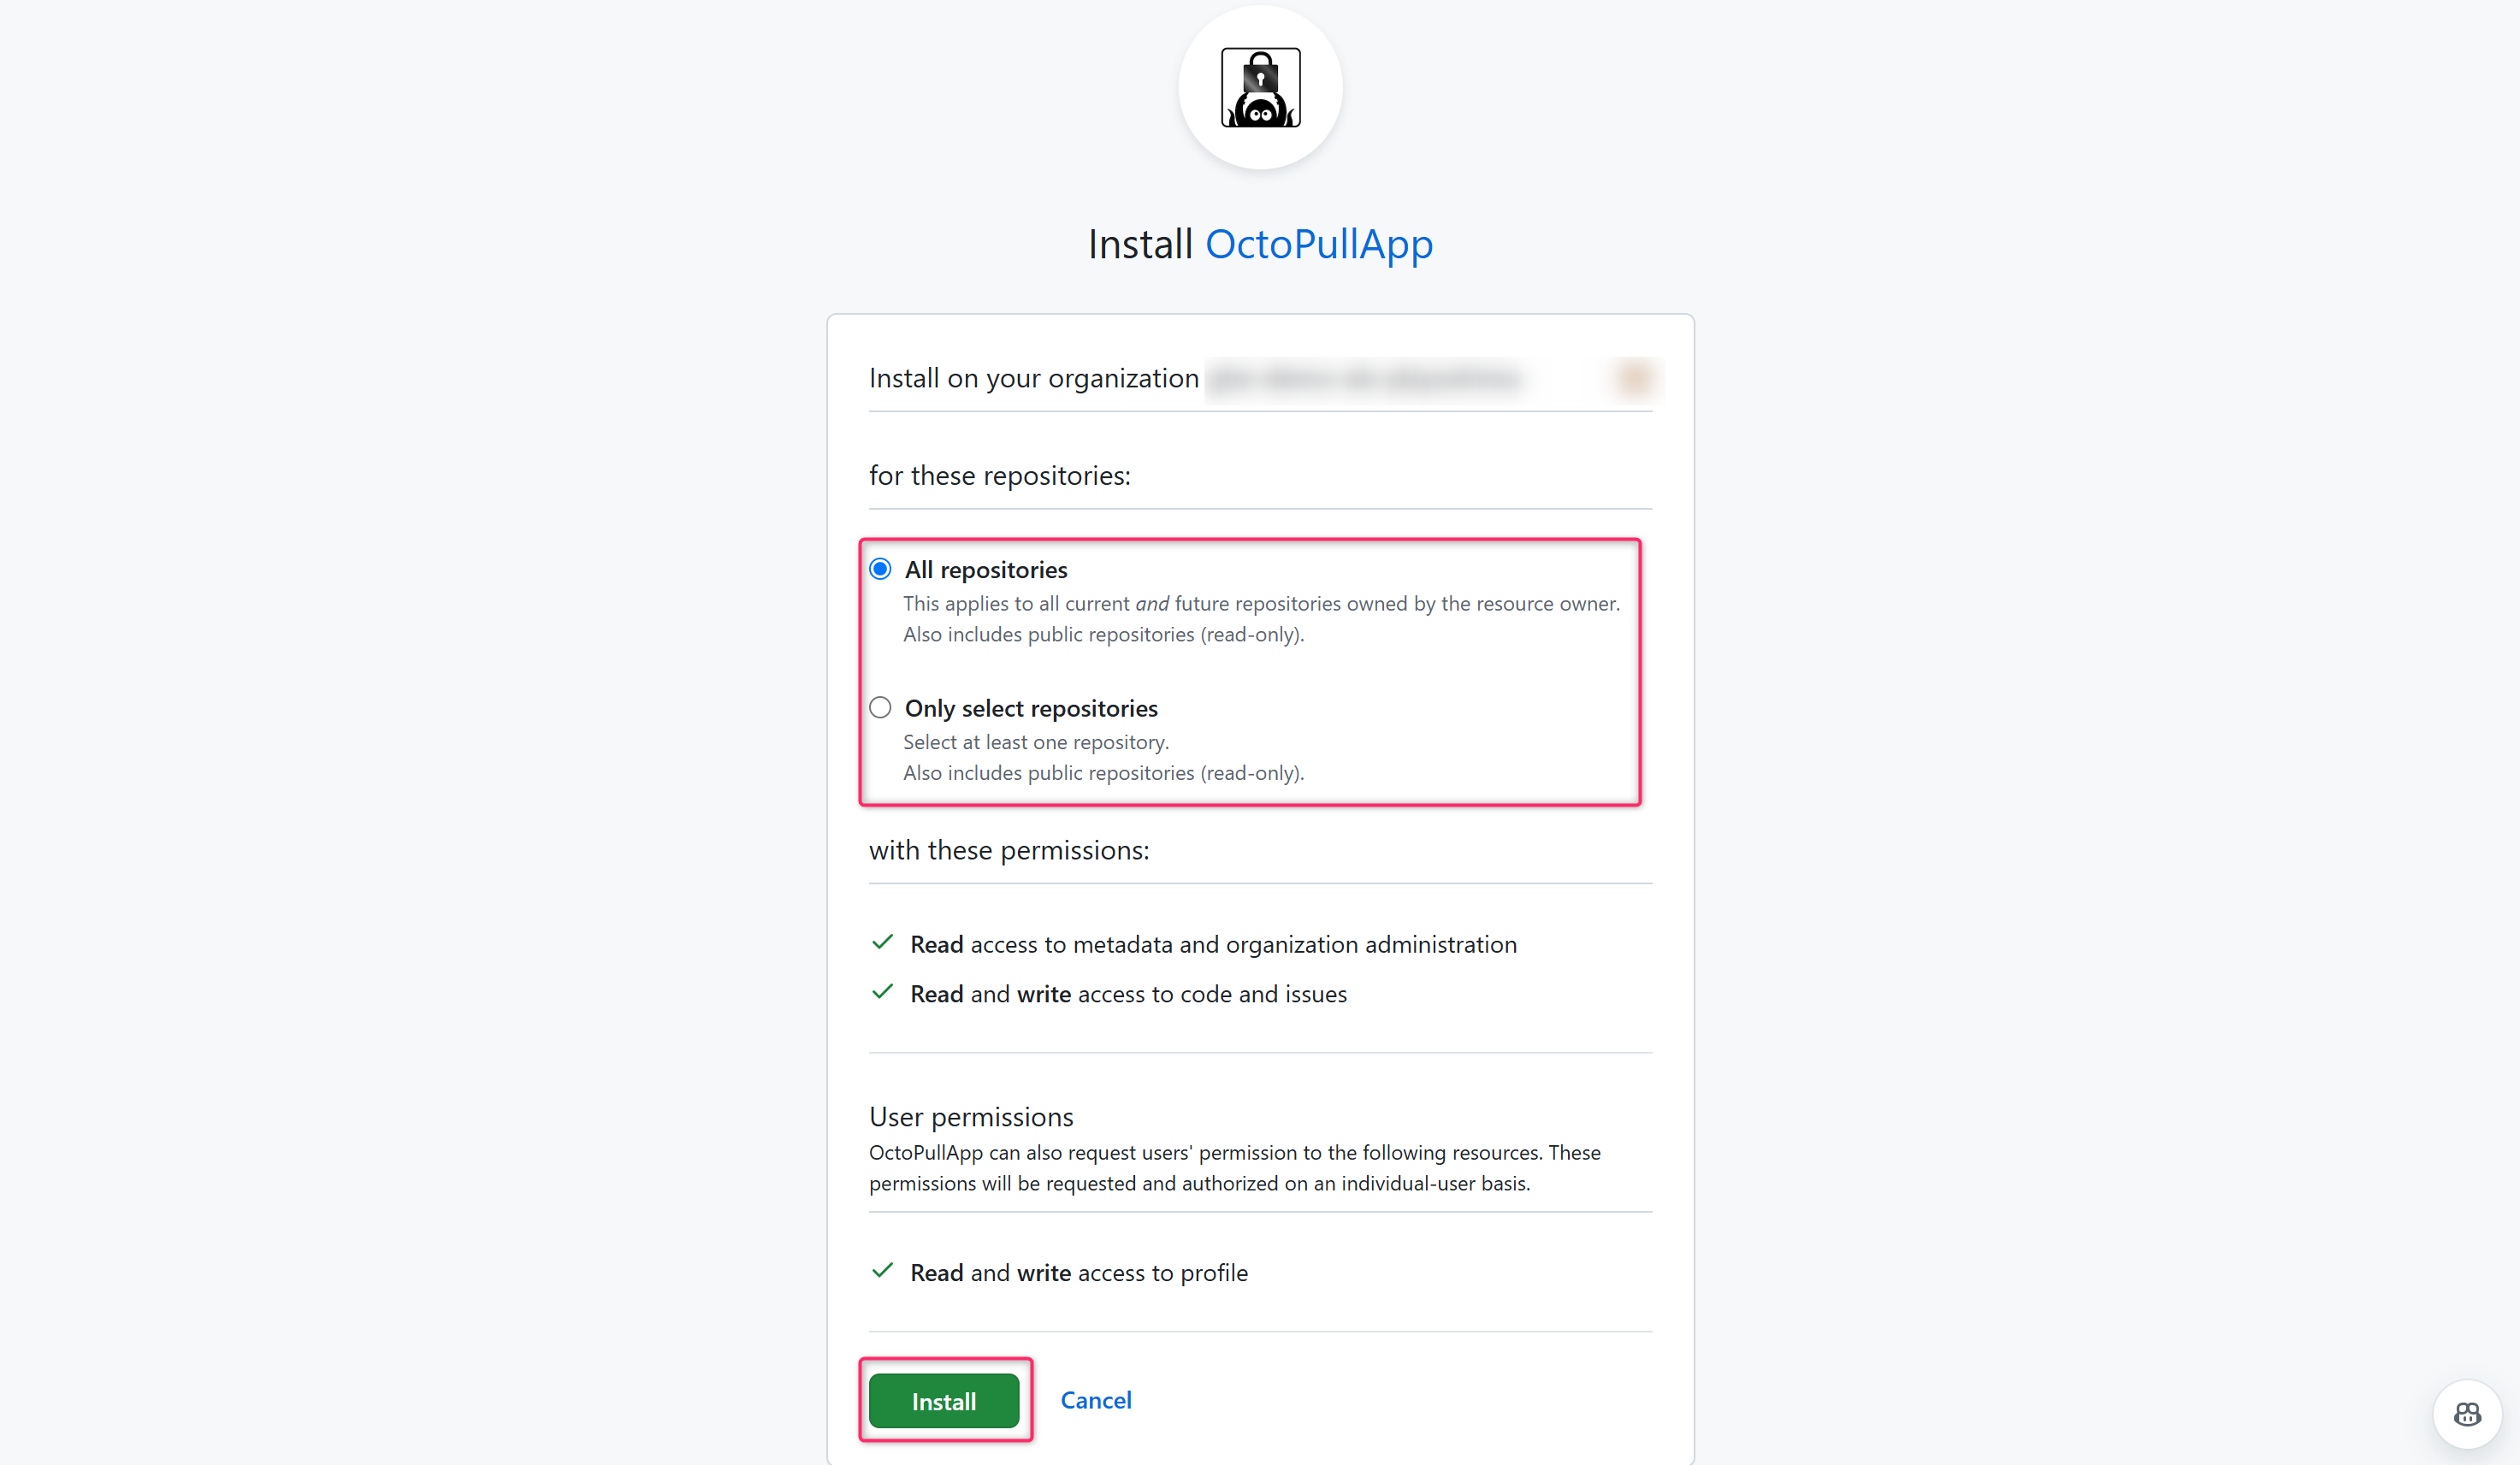 Install OctoPullApp
Install on your organization
for these repositories:
All repositories
This applies to all current and future repositories owned by the resource owner.
Also includes public repositories (read-only).
Only select repositories
Select at least one repository.
Also includes public repositories (read-only).
with these permissions:
Read access to metadata and organization administration
Read and write access to code and issues
User permissions
OctoPullApp can also request users' permission to the following resources. These
permissions will be requested and authorized on an individual-user basis.
Read and write access to profile
Install Cancel